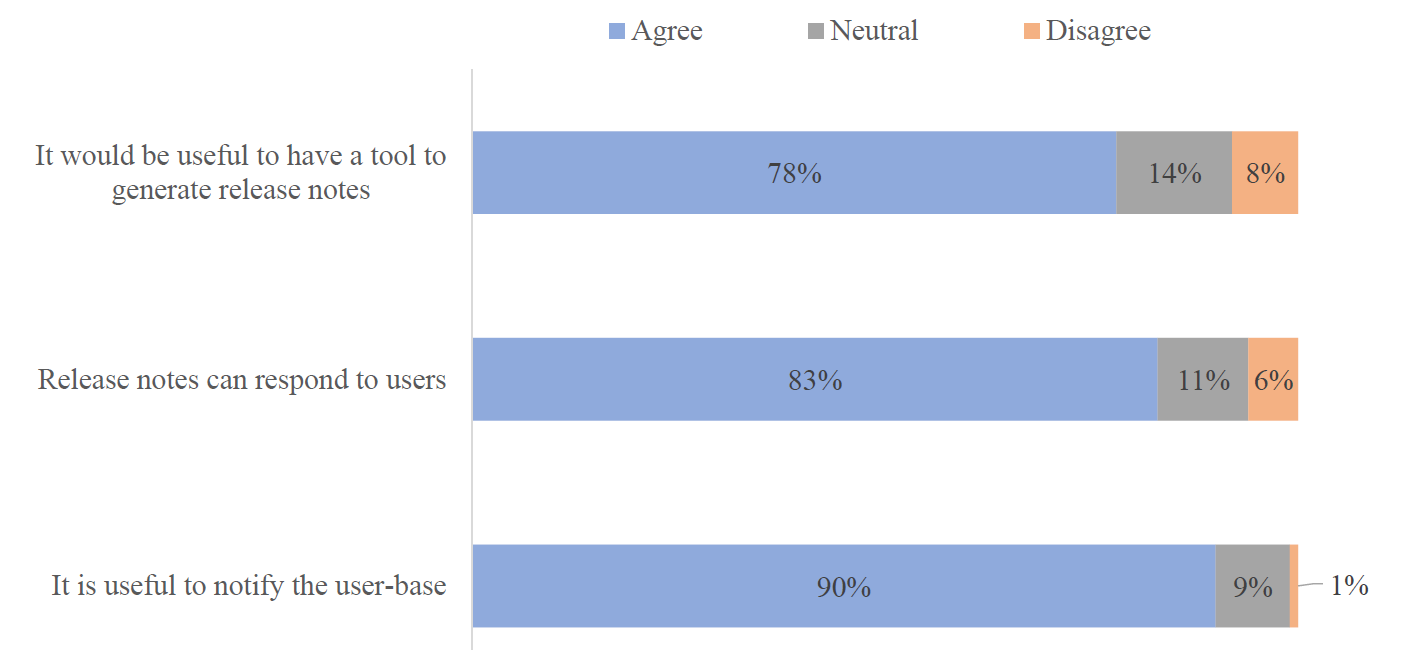 Agree Neutral Disagree
It would be useful to have a tool to
generate release notes
78% 14% 8%
Release notes can respond to users
83% 11% 6%
It is useful to notify the user-base
90% 9% 1%